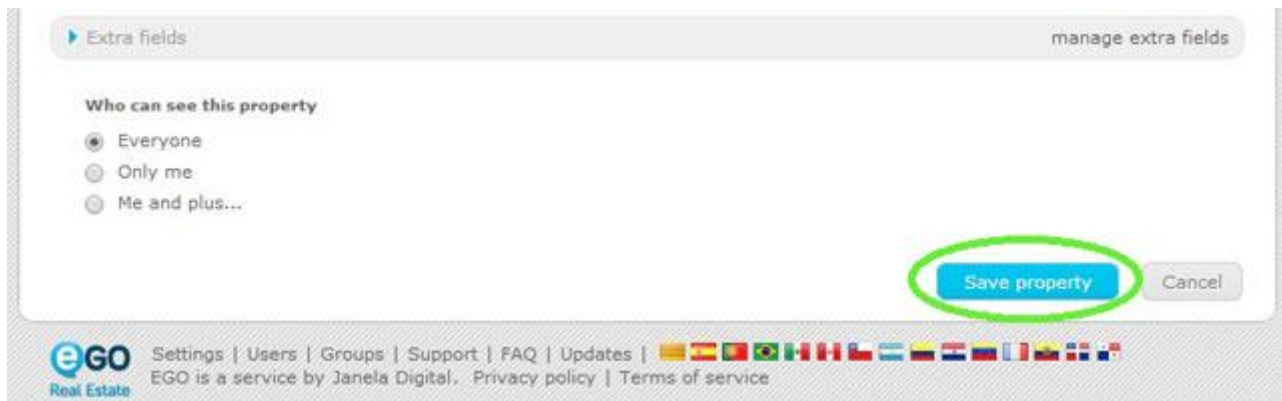 Extra fields manage extra fields
Who can see this property
Everyone
Only me
Me and plus...
Save property Cancel
eGO Settings | Users | Groups | Support | FAQ | Updates |
Real Estate EGO is a service by Janela Digital. Privacy policy | Terms of service